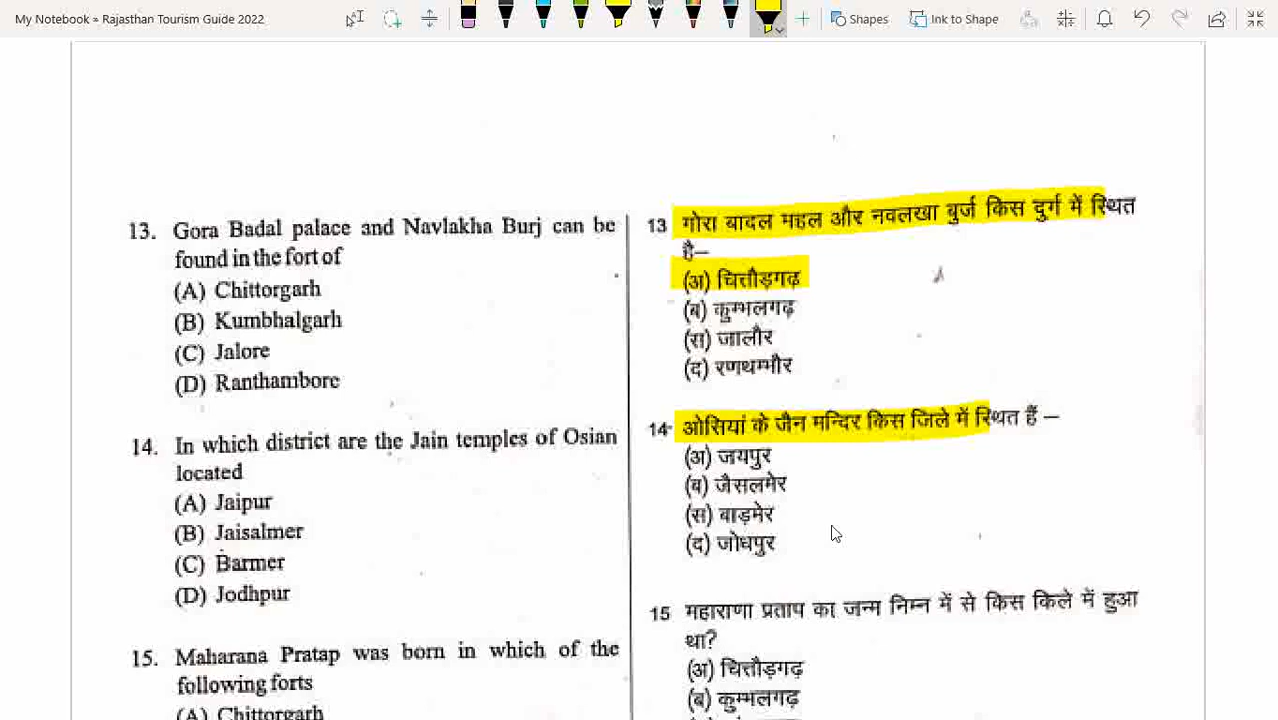 My Notebook » Rajasthan Tourism Guide 2022
Shapes
Ink to Shape
13. Gora Badal palace and Navlakha Burj can be
found in the fort of
(A) Chittorgarh
(B) Kumbhalgarh
(C) Jalore
(D) Ranthambore
14. In which district are the Jain temples of Osian
located
(A) Jaipur
(B) Jaisalmer
(C) Barmer
(D) Jodhpur
15. Maharana Pratap was born in which of the
following forts
(A) Chittorgarh
13 गोरा बादल महल और नवलखा बुर्ज किस दुर्ग में स्थित
है–
(अ) चित्तौड़गढ़
(ब) कुम्भलगढ़
(स) जालौर
(द) रणथम्भौर
14 ओसियां के जैन मन्दिर किस जिले में स्थित हैं –
(अ) जयपुर
(ब) जैसलमेर
(स) बाड़मेर
(द) जोधपुर
15 महाराणा प्रताप का जन्म निम्न में से किस किले में हुआ
था?
(अ) चित्तौड़गढ़
(ब) कुम्भलगढ़